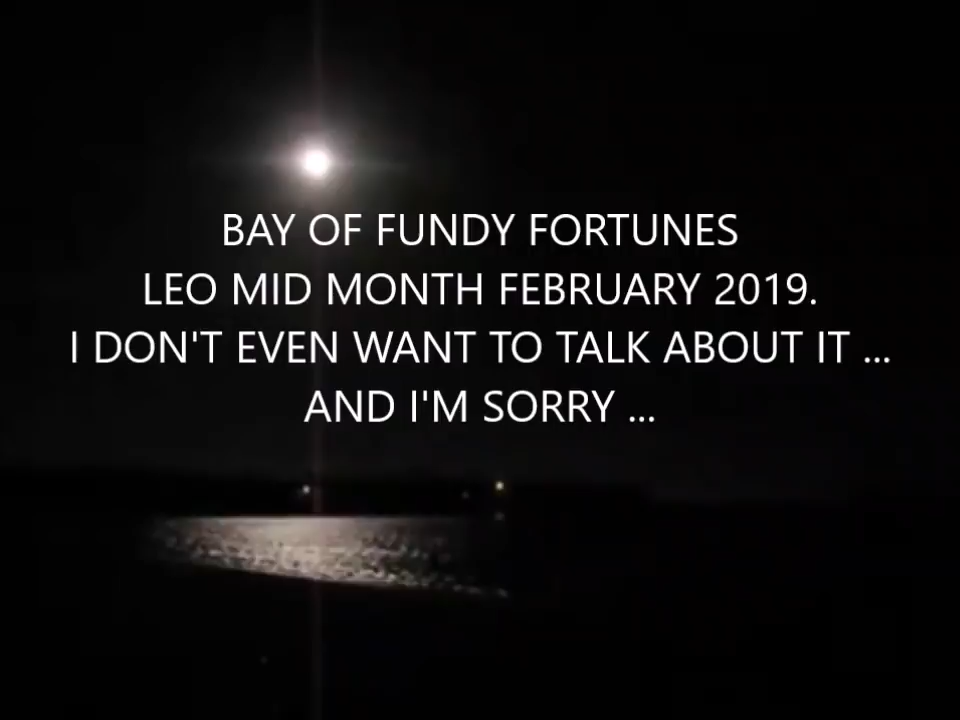 BAY OF FUNDY FORTUNES
LEO MID MONTH FEBRUARY 2019.
I DON'T EVEN WANT TO TALK ABOUT IT ...
AND I'M SORRY ...